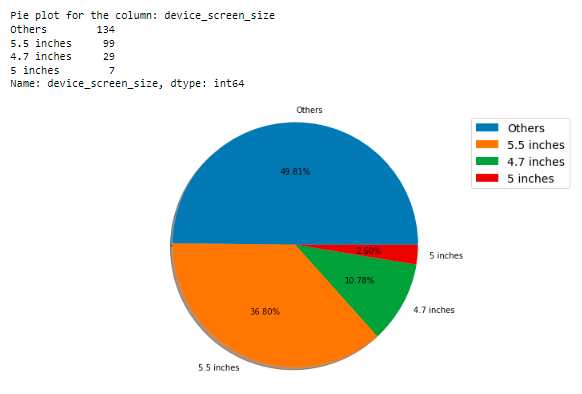 Pie plot for the column: device_screen_size
Others 134
5.5 inches 99
4.7 inches 29
5 inches 7
Name: device_screen_size, dtype: int64
Others
Others
5.5 inches
4.7 inches
5 inches
49.81%
2.60%
5 inches
10.78%
36.80%
4.7 inches
5.5 inches